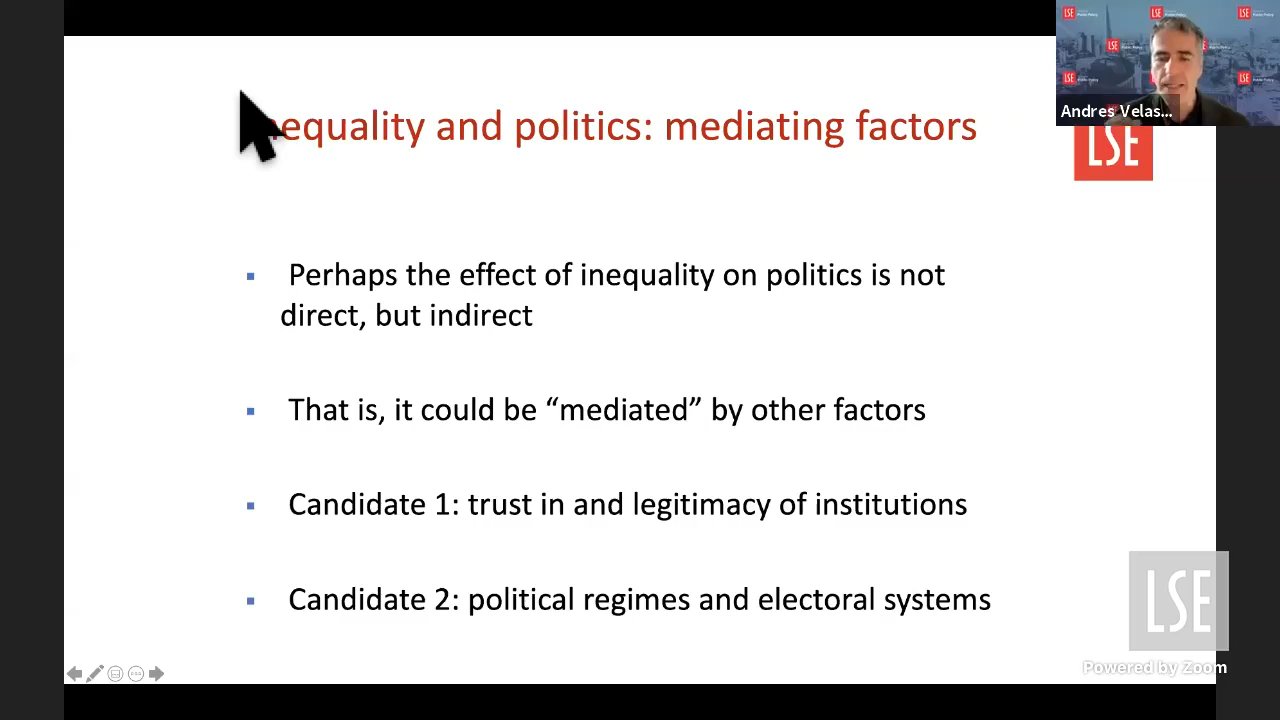 Inequality and politics: mediating factors
Andres Velas...
LSE
Perhaps the effect of inequality on politics is not
direct, but indirect
That is, it could be “mediated” by other factors
Candidate 1: trust in and legitimacy of institutions
Candidate 2: political regimes and electoral systems
LSE
Powered by Zoom